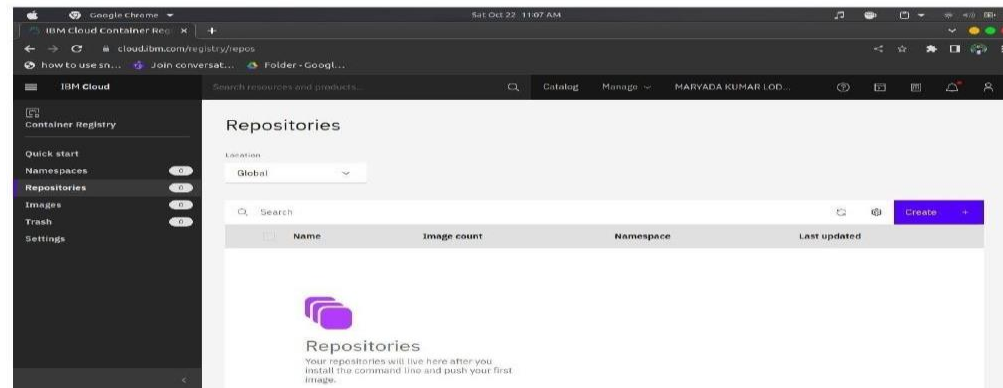 Google Chrome
Sat Oct 22 11:07 AM
IBM Cloud Container Reg
cloud.ibm.com/registry/repos
how to use sn... Join conversat... Folder - Googl...
IBM Cloud Search resources and products... Catalog Manage MARYADA KUMAR LOD...
Container Registry
Repositories
Quick start
Location
Namespaces 0
Global
Repositories 0
Images 0
Trash 0
Settings
Search Create +
Name Image count Namespace Last updated
Repositories
Your repositories will live here after you
install the command line and push your first
image.